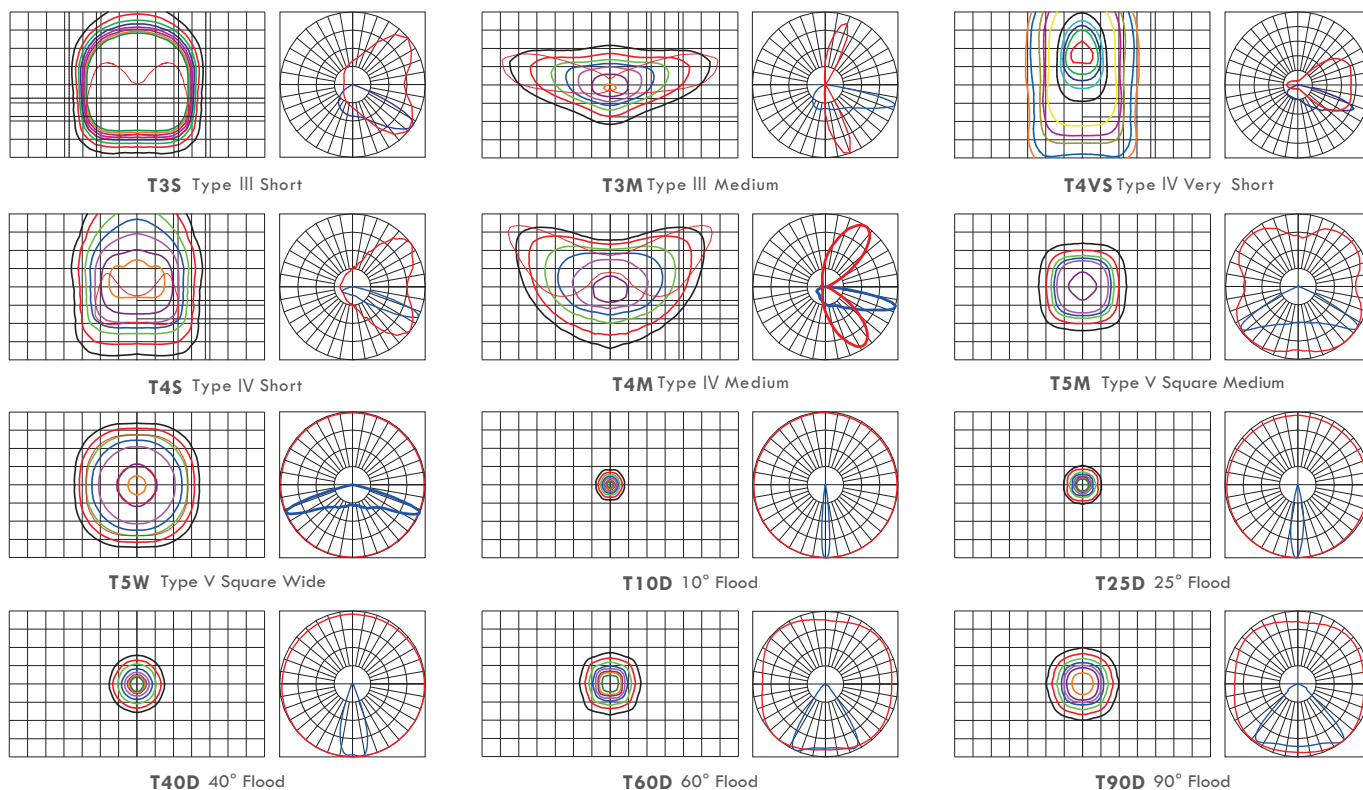 T3S Type III Short
T3M Type III Medium
T4VS Type IV Very Short
T4S Type IV Short
T4M Type IV Medium
T5M Type V Square Medium
T5W Type V Square Wide
T10D 10° Flood
T25D 25° Flood
T40D 40° Flood
T60D 60° Flood
T90D 90° Flood